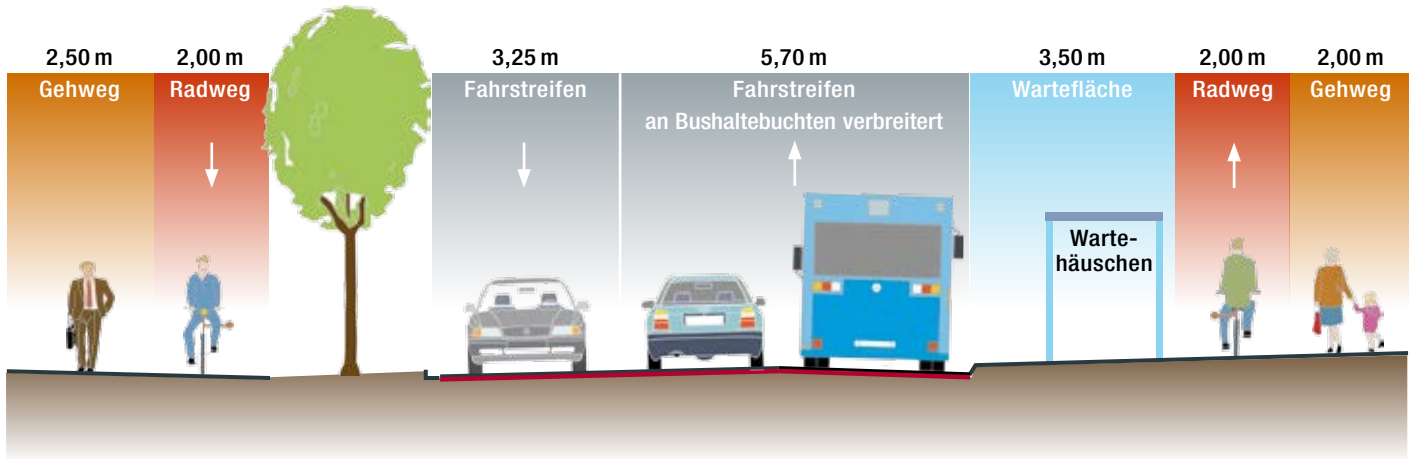 2,50 m
Gehweg
2,00 m
Radweg
3,25 m
Fahrstreifen
5,70 m
Fahrstreifen
an Bushaltebuchten verbreitert
3,50 m
Wartefläche
Warte-
häuschen
2,00 m
Radweg
2,00 m
Gehweg